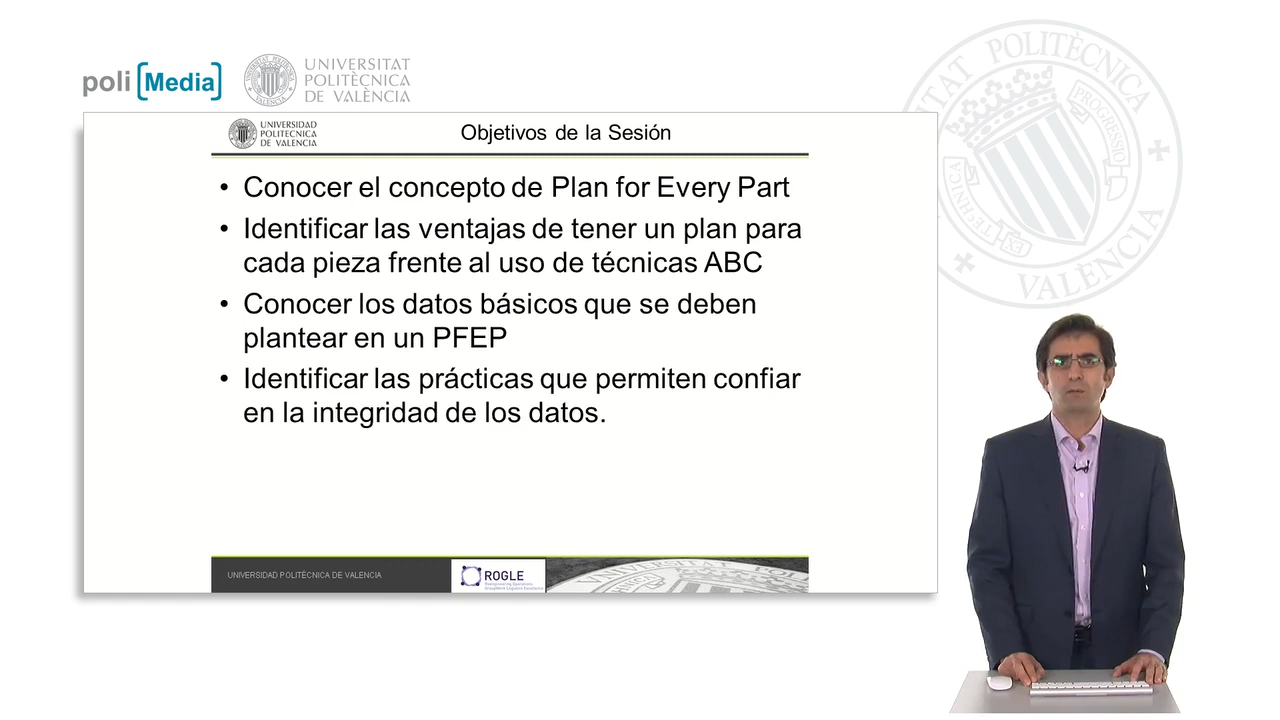 poli [Media]
UNIVERSITAT
POLITÈCNICA
DE VALÈNCIA
UNIVERSIDAD
POLITECNICA
DE VALENCIA
Objetivos de la Sesión
• Conocer el concepto de Plan for Every Part
• Identificar las ventajas de tener un plan para
cada pieza frente al uso de técnicas ABC
• Conocer los datos básicos que se deben
plantear en un PFEP
• Identificar las prácticas que permiten confiar
en la integridad de los datos.
UNIVERSIDAD POLITÉCNICA DE VALENCIA
ROGLE
POLITÈCNICA
VALÈNCIA
PROGRESSIO